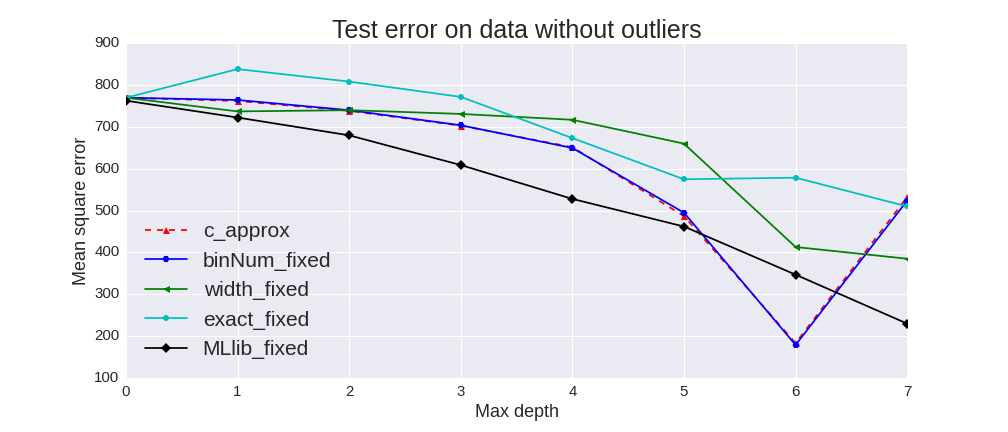 Test error on data without outliers
900
800
700
600
500
400
300
200
100
Mean square error
c_approx
binNum_fixed
width_fixed
exact_fixed
MLlib_fixed
0 1 2 3 4 5 6 7
Max depth